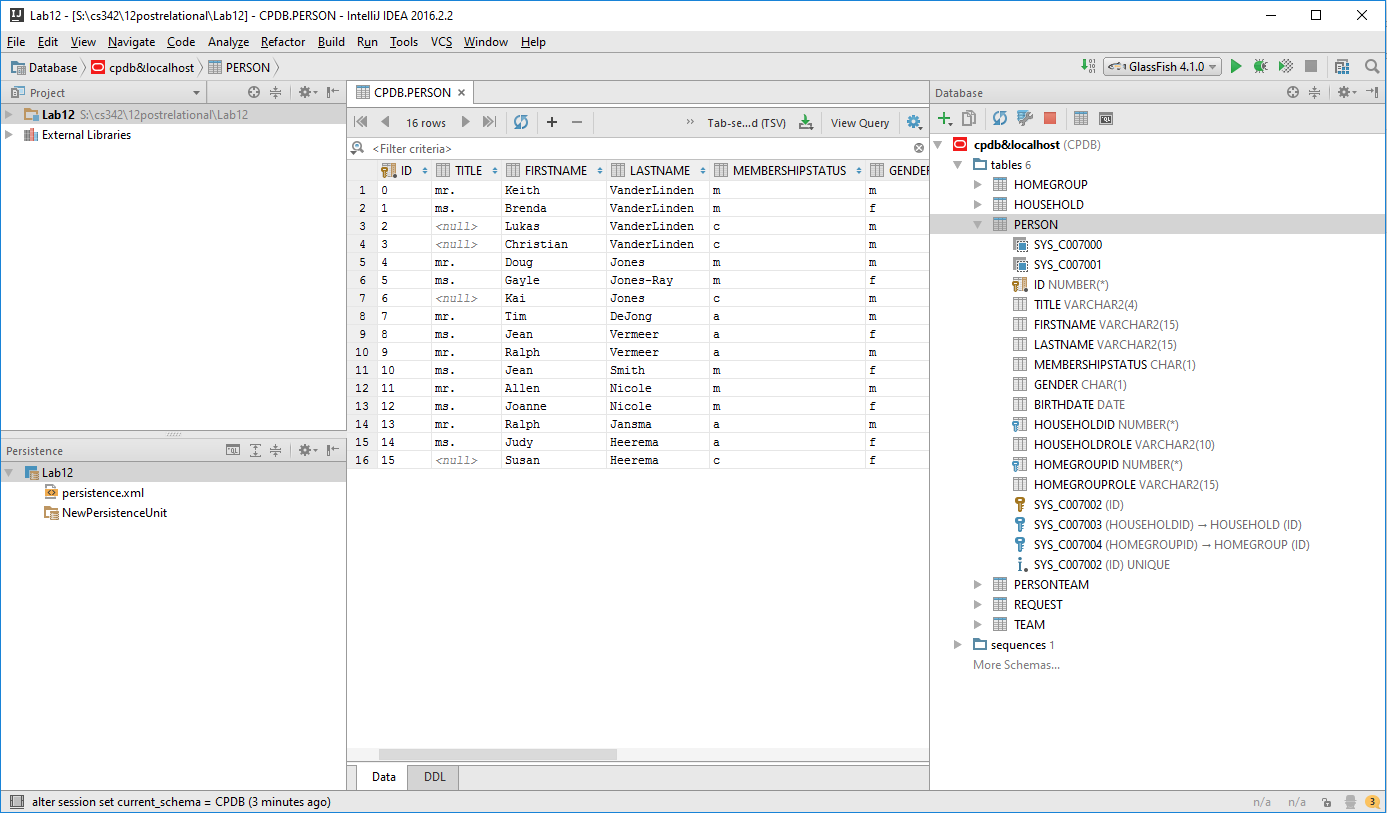 Lab12 - [S:\cs342\12postrelational\Lab12] - CPDB.PERSON - IntelliJ IDEA 2016.2.2
File Edit View Navigate Code Analyze Refactor Build Run Tools VCS Window Help
Database cpdb&localhost PERSON GlassFish 4.1.0
Project
Lab12 S:\cs342\12postrelational\Lab12
External Libraries
Persistence
Lab12
persistence.xml
NewPersistenceUnit
CPDB.PERSON
16 rows Tab-se...d (TSV) View Query
<Filter criteria>
ID TITLE FIRSTNAME LASTNAME MEMBERSHIPSTATUS GENDER
1 0 mr. Keith VanderLinden m m
2 1 ms. Brenda VanderLinden m f
3 2 <null> Lukas VanderLinden c m
4 3 <null> Christian VanderLinden c m
5 4 mr. Doug Jones m m
6 5 ms. Gayle Jones-Ray m f
7 6 <null> Kai Jones c m
8 7 mr. Tim DeJong a m
9 8 ms. Jean Vermeer a f
10 9 mr. Ralph Vermeer a m
11 10 ms. Jean Smith m f
12 11 mr. Allen Nicole m m
13 12 ms. Joanne Nicole m f
14 13 mr. Ralph Jansma a m
15 14 ms. Judy Heerema a f
16 15 <null> Susan Heerema c f
Data DDL
Database
cpdb&localhost (CPDB)
tables 6
HOMEGROUP
HOUSEHOLD
PERSON
SYS_C007000
SYS_C007001
ID NUMBER(*)
TITLE VARCHAR2(4)
FIRSTNAME VARCHAR2(15)
LASTNAME VARCHAR2(15)
MEMBERSHIPSTATUS CHAR(1)
GENDER CHAR(1)
BIRTHDATE DATE
HOUSEHOLDID NUMBER(*)
HOUSEHOLDROLE VARCHAR2(10)
HOMEGROUPID NUMBER(*)
HOMEGROUPROLE VARCHAR2(15)
SYS_C007002 (ID)
SYS_C007003 (HOUSEHOLDID) → HOUSEHOLD (ID)
SYS_C007004 (HOMEGROUPID) → HOMEGROUP (ID)
SYS_C007002 (ID) UNIQUE
PERSONTEAM
REQUEST
TEAM
sequences 1
More Schemas...
alter session set current_schema = CPDB (3 minutes ago) n/a n/a 3